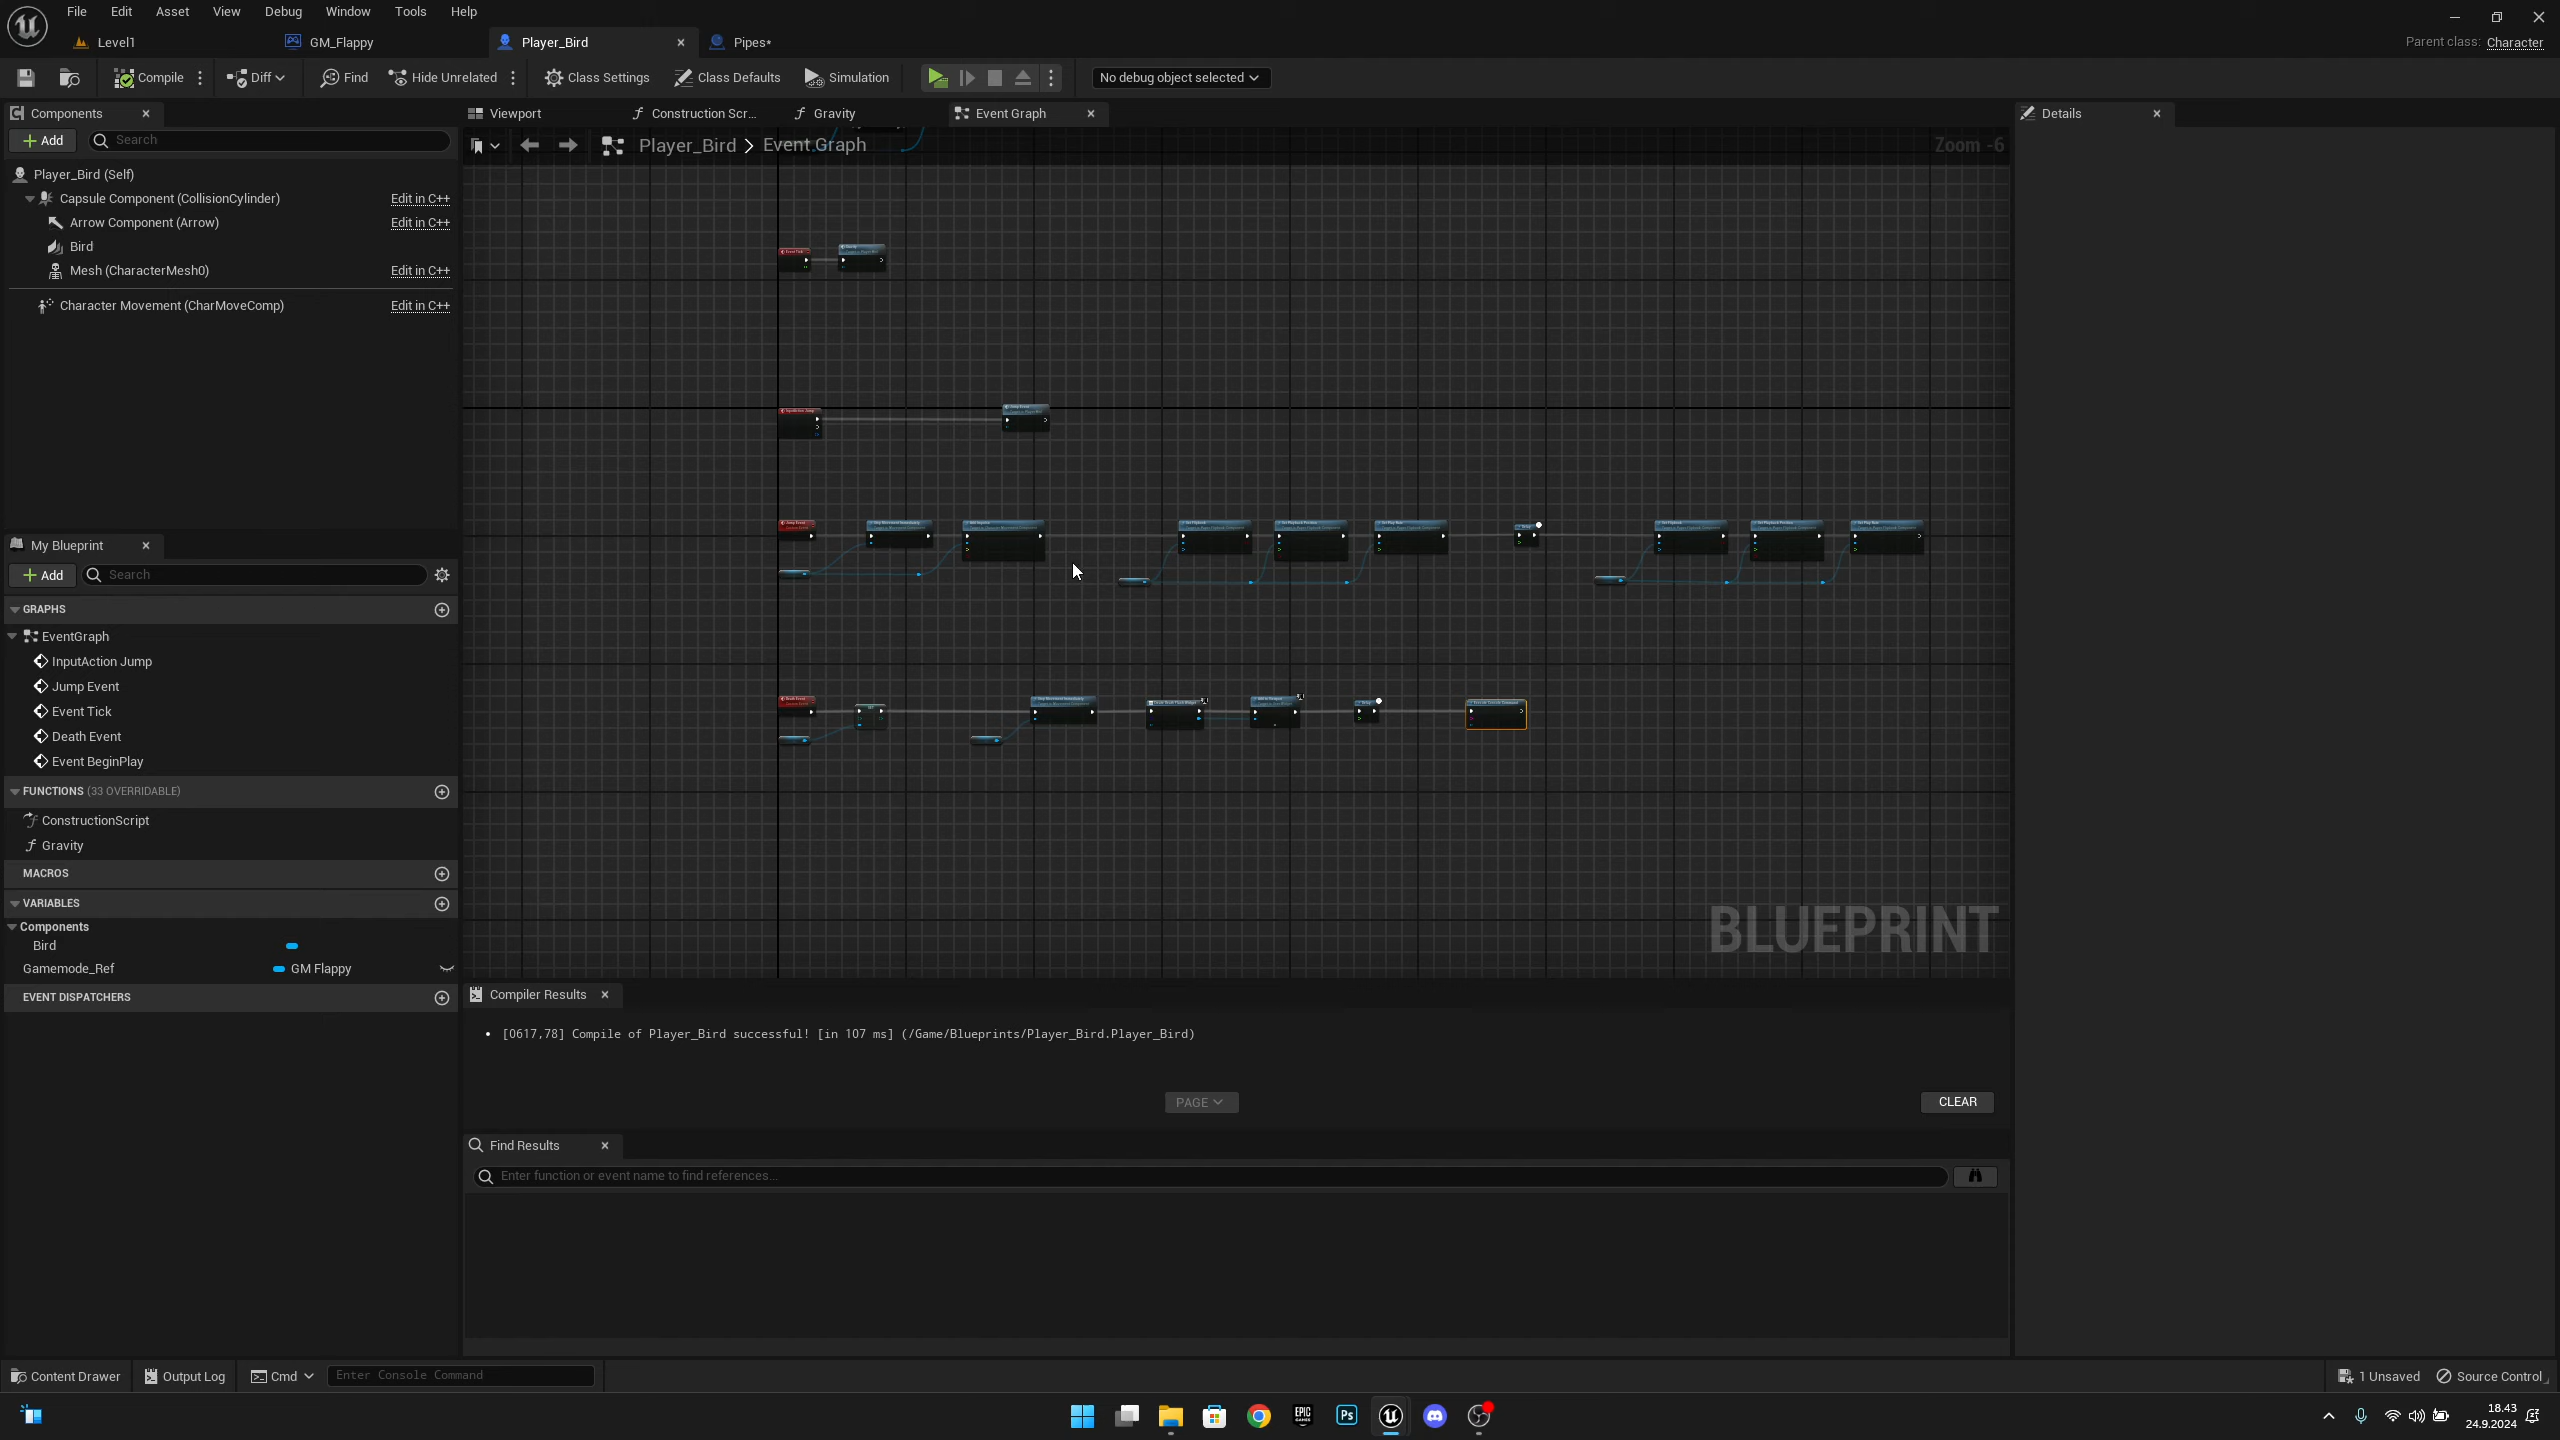 File Edit Asset View Debug Window Tools Help
Level1 GM_Flappy Player_Bird Pipes*
Parent class: Character
Compile Diff Find Hide Unrelated Class Settings Class Defaults Simulation No debug object selected
Components
Add Search
Player_Bird (Self)
Capsule Component (CollisionCylinder) Edit in C++
Arrow Component (Arrow) Edit in C++
Bird
Mesh (CharacterMesh0) Edit in C++
Character Movement (CharMoveComp) Edit in C++
My Blueprint
Add Search
GRAPHS
EventGraph
InputAction Jump
Jump Event
Event Tick
Death Event
Event BeginPlay
FUNCTIONS (33 OVERRIDABLE)
ConstructionScript
Gravity
MACROS
VARIABLES
Components
Bird
Gamemode_Ref GM Flappy
EVENT DISPATCHERS
Viewport Construction Scr... Gravity Event Graph
Player_Bird > Event Graph
Zoom -6
BLUEPRINT
Compiler Results
[0617,78] Compile of Player_Bird successful! [in 107 ms] (/Game/Blueprints/Player_Bird.Player_Bird)
PAGE
CLEAR
Find Results
Enter function or event name to find references...
Details
Content Drawer Output Log Cmd Enter Console Command
1 Unsaved Source Control
EPIC GAMES
Ps
18.43
24.9.2024